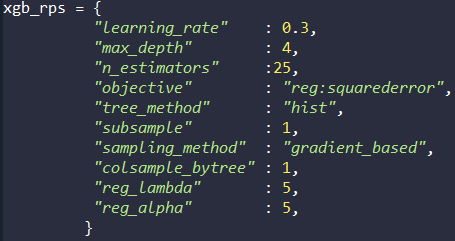 xgb_rps = {
"learning_rate" : 0.3,
"max_depth" : 4,
"n_estimators" :25,
"objective" : "reg:squarederror",
"tree_method" : "hist",
"subsample" : 1,
"sampling_method" : "gradient_based",
"colsample_bytree" : 1,
"reg_lambda" : 5,
"reg_alpha" : 5,
}